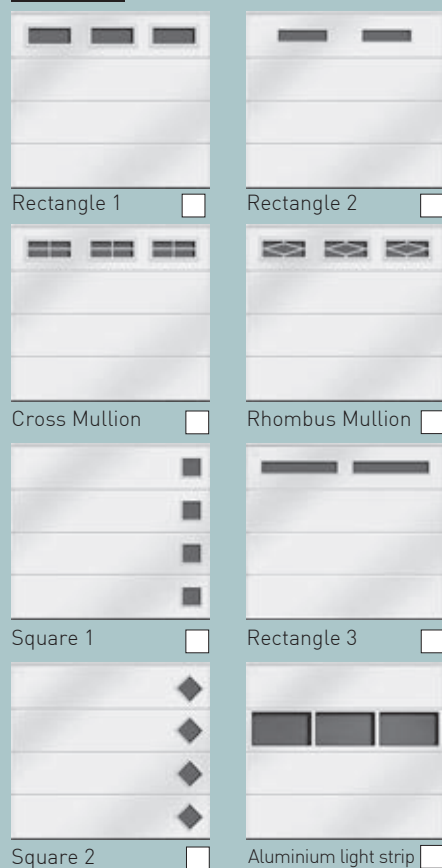 Rectangle 1
Rectangle 2
Cross Mullion
Rhombus Mullion
Square 1
Rectangle 3
Square 2
Aluminium light strip